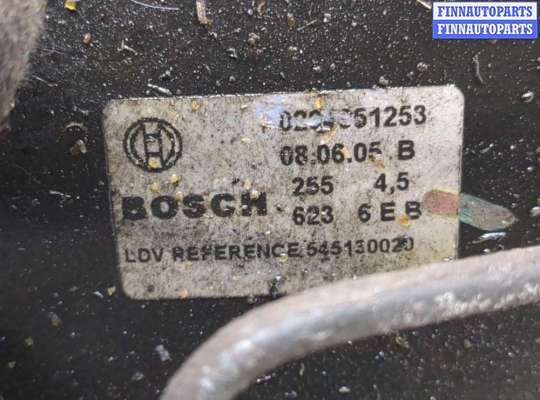 FINNAUTOPARTS
FINNAUTOPARTS
08.06.05 B
255 4,5
BOSCH 623 6 E B
LDV REFERENCE 545130020